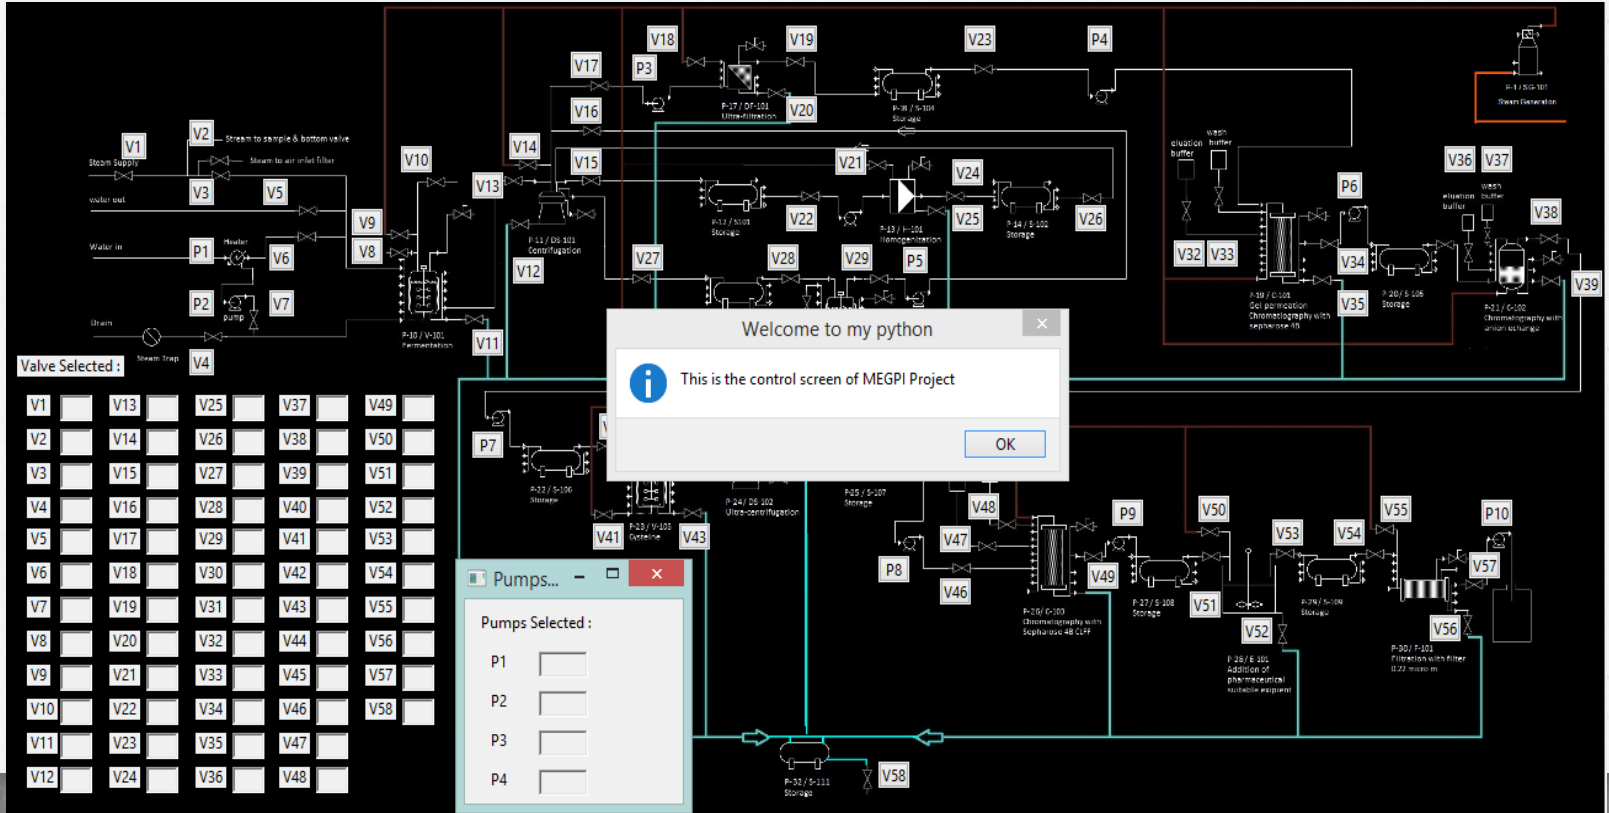 V18
V19
V23
P4
V17
P3
P-17 / DF-101
Ultra-filtration
V20
P-18 / S-104
Storage
P-1 / SG-101
Steam Generator
V16
V1
V2
Stream to sample & bottom valve
Steam Supply
Steam to air inlet filter
V3
V5
water out
V10
V14
V15
V13
V21
V24
eluation
buffer
wash
buffer
V36
V37
P6
eluation
buffer
wash
buffer
V38
V9
V8
Water in
P1
Heater
V6
P-11 / DS-101
Centrifugation
V12
P-12 / S101
Storage
V22
P-13 / H-101
Homogenization
V25
P-14 / S-102
Storage
V26
V32
V33
V34
V35
V39
P2
pump
V7
V27
V28
V29
P5
P-19 / C-101
Gel permeation
Chromatography with
sepharose 4B
P-20 / S-105
Storage
P-21 / C-102
Chromatography with
anion exhange
Drain
Steam Trap
V4
P-10 / V-101
Fermentation
V11
Welcome to my python
This is the control screen of MEGPI Project
OK
Valve Selected :
V1
V13
V25
V37
V49
V2
V14
V26
V38
V50
V3
V15
V27
V39
V51
V4
V16
V28
V40
V52
V5
V17
V29
V41
V53
V6
V18
V30
V42
V54
V7
V19
V31
V43
V55
V8
V20
V32
V44
V56
V9
V21
V33
V45
V57
V10
V22
V34
V46
V58
V11
V23
V35
V47
V12
V24
V36
V48
P7
P-22 / S-106
Storage
V41
P-23 / V-103
Cysteine
V43
P-24 / DS-102
Ultra-centrifugation
P-25 / S-107
Storage
V48
V47
P8
V46
P9
V49
P-26 / C-103
Chromatography with
Sepharose 4B CLFF
P-27 / S-108
Storage
V50
V51
V52
V53
V54
V55
P10
V57
V56
P-28 / E-101
Addition of
pharmaceutical
suitable exipient
P-29 / S-109
Storage
P-30 / F-101
Filtration with filter
0.22 micro m
Pumps...
Pumps Selected :
P1
P2
P3
P4
P-32 / S-111
Storage
V58